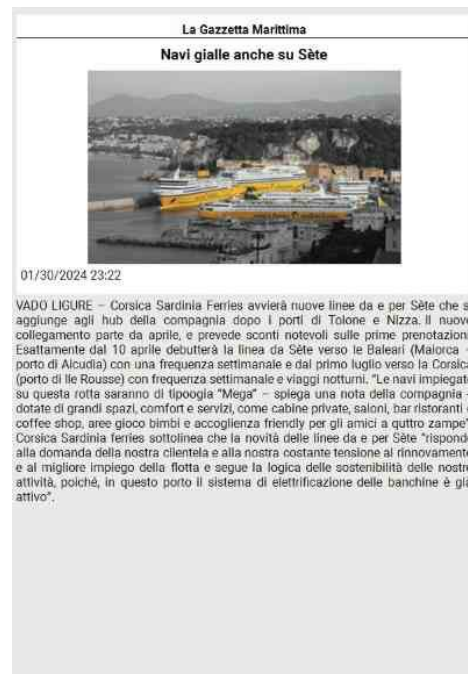 La Gazzetta Marittima
Navi gialle anche su Sète
01/30/2024 23:22
VADO LIGURE – Corsica Sardinia Ferries avvierà nuove linee da e per Sète che s
aggiunge agli hub della compagnia dopo i porti di Tolone e Nizza. Il nuovo
collegamento parte da aprile, e prevede sconti notevoli sulle prime prenotazion
Esattamente dal 10 aprile debutterà la linea da Sète verso le Baleari (Maiorca -
porto di Alcudia) con una frequenza settimanale e dal primo luglio verso la Corsica
(porto di Ile Rousse) con frequenza settimanale e viaggi notturni. “Le navi impiegat
su questa rotta saranno di tipoogia “Mega” – spiega una nota della compagnia -
dotate di grandi spazi, comfort e servizi, come cabine private, saloni, bar ristoranti
coffee shop, aree gioco bimbi e accoglienza friendly per gli amici a quttro zampe”
Corsica Sardinia ferries sottolinea che la novità delle linee da e per Sète “rispond
alla domanda della nostra clientela e alla nostra costante tensione al rinnovamento
e al migliore impiego della flotta e segue la logica delle sostenibilità delle nostre
attività, poiché, in questo porto il sistema di elettrificazione delle banchine è già
attivo”.